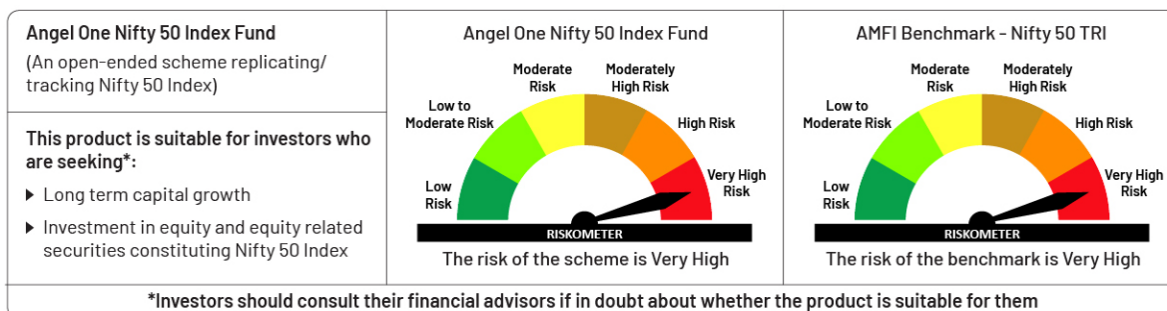 Angel One Nifty 50 Index Fund
(An open-ended scheme replicating/
tracking Nifty 50 Index)
This product is suitable for investors who
are seeking*:
▶ Long term capital growth
▶ Investment in equity and equity related
securities constituting Nifty 50 Index
Angel One Nifty 50 Index Fund
Low
Risk
Low to
Moderate Risk
Moderate
Risk
Moderately
High Risk
High Risk
Very High
Risk
RISKOMETER
The risk of the scheme is Very High
AMFI Benchmark - Nifty 50 TRI
Low
Risk
Low to
Moderate Risk
Moderate
Risk
Moderately
High Risk
High Risk
Very High
Risk
RISKOMETER
The risk of the benchmark is Very High
*Investors should consult their financial advisors if in doubt about whether the product is suitable for them